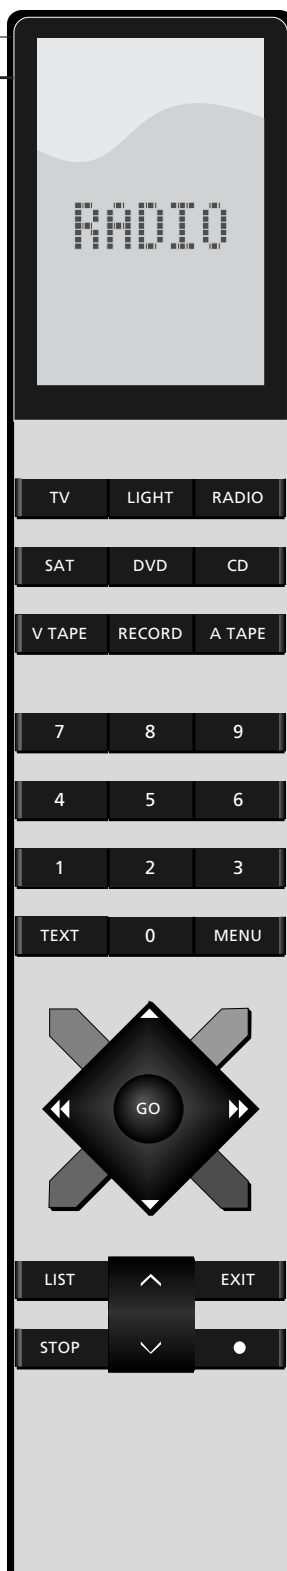 RADIO
TV LIGHT RADIO
SAT DVD CD
V TAPE RECORD A TAPE
7 8 9
4 5 6
1 2 3
TEXT 0 MENU
GO
LIST EXIT
STOP